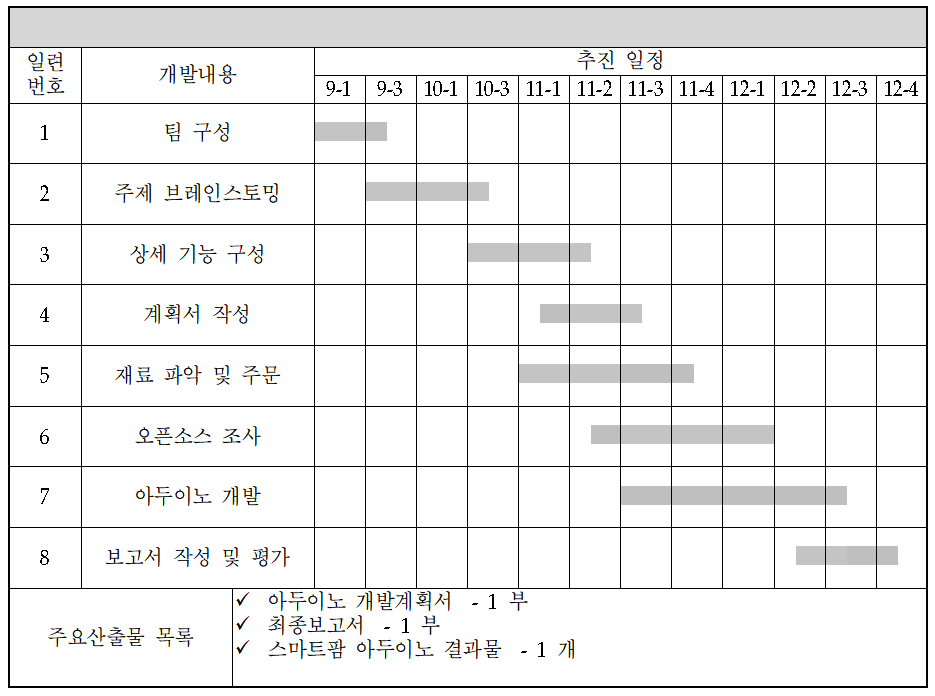 일련
번호
개발내용
추진 일정
9-1 9-3 10-1 10-3 11-1 11-2 11-3 11-4 12-1 12-2 12-3 12-4
1 팀 구성
2 주제 브레인스토밍
3 상세 기능 구성
4 계획서 작성
5 재료 파악 및 주문
6 오픈소스 조사
7 아두이노 개발
8 보고서 작성 및 평가
주요산출물 목록
✓ 아두이노 개발계획서 - 1 부
✓ 최종보고서 - 1 부
✓ 스마트팜 아두이노 결과물 - 1 개